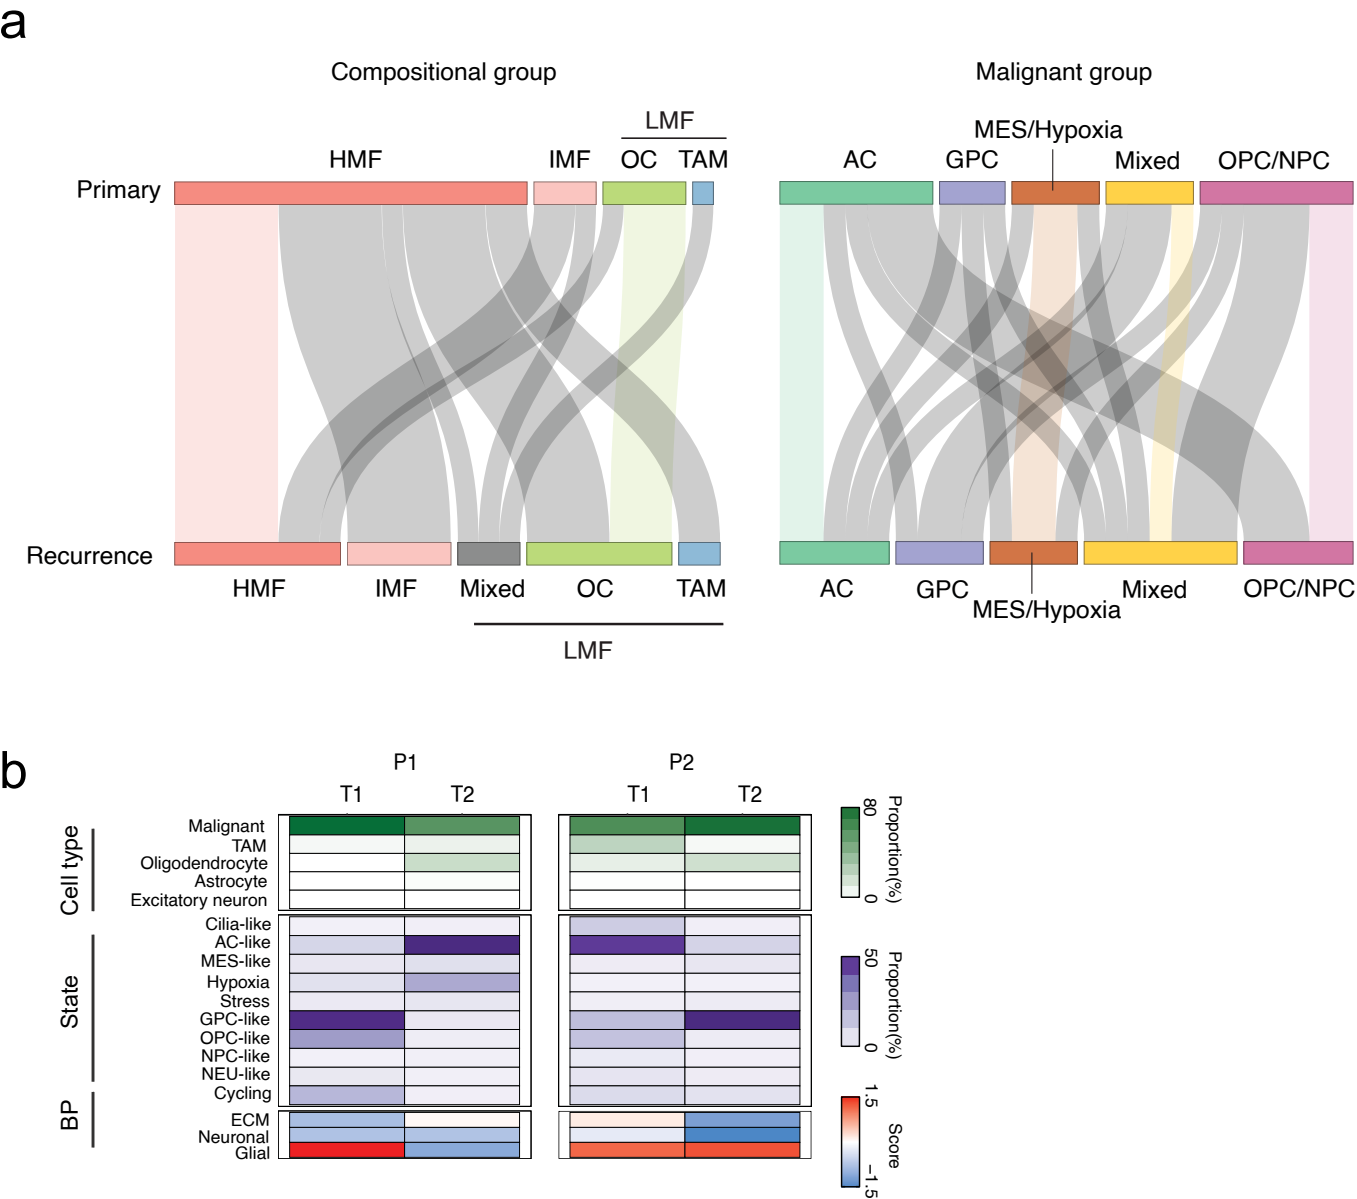 a
Compositional group
Malignant group
LMF
MES/Hypoxia
HMF IMF OC TAM
AC GPC Mixed OPC/NPC
Primary
Recurrence
HMF IMF Mixed OC TAM
AC GPC Mixed OPC/NPC
MES/Hypoxia
LMF
b
P1 P2
T1 T2 T1 T2
Cell type
Malignant
TAM
Oligodendrocyte
Astrocyte
Excitatory neuron
State
Cilia-like
AC-like
MES-like
Hypoxia
Stress
GPC-like
OPC-like
NPC-like
NEU-like
Cycling
BP
ECM
Neuronal
Glial
80
0
Proportion(%)
50
0
Proportion(%)
1.5
−1.5
Score